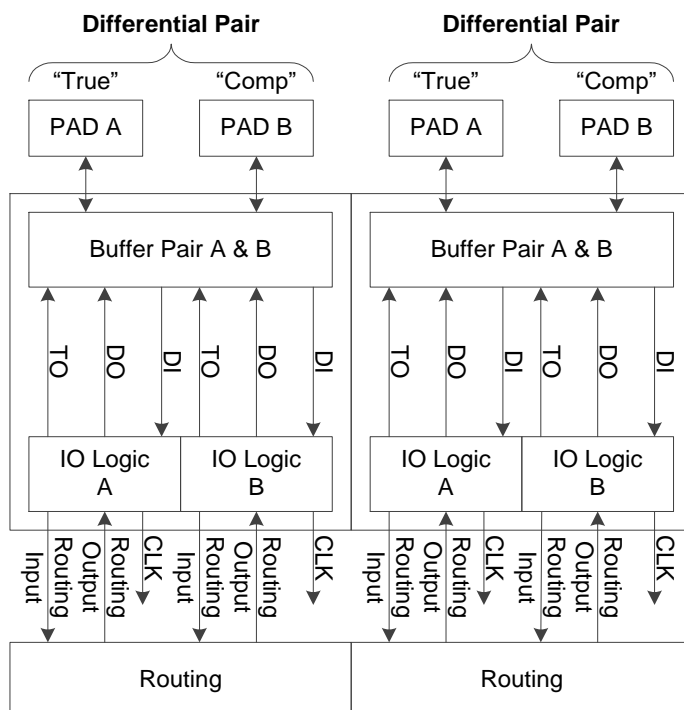 Differential Pair
Differential Pair
“True”
“Comp”
“True”
“Comp”
PAD A
PAD B
PAD A
PAD B
Buffer Pair A & B
Buffer Pair A & B
TO
DO
DI
TO
DO
DI
TO
DO
DI
TO
DO
DI
IO Logic
A
IO Logic
B
IO Logic
A
IO Logic
B
Routing
Input
Routing
Output
CLK
Routing
Input
Routing
Output
CLK
Routing
Input
Routing
Output
CLK
Routing
Input
Routing
Output
CLK
Routing
Routing